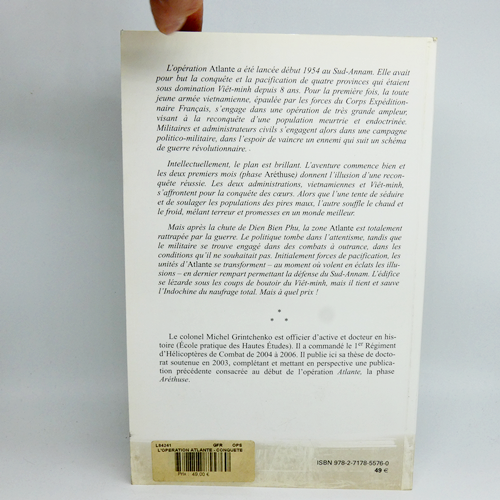 L'opération Atlante a été lancée début 1954 au Sud-Annam. Elle avait
pour but la conquête et la pacification de quatre provinces qui étaient
sous domination Viêt-minh depuis 8 ans. Pour la première fois, la toute
jeune armée vietnamienne, épaulée par les forces du Corps Expédition-
naire Français, s'engage dans une opération de très grande ampleur,
visant à la reconquête d'une population meurtrie et endoctrinée.
Militaires et administrateurs civils s'engagent alors dans une campagne
politico-militaire, dans l'espoir de vaincre un ennemi qui suit un schéma
de guerre révolutionnaire.
Intellectuellement, le plan est brillant. L'aventure commence bien et
les deux premiers mois (phase Aréthuse) donnent l'illusion d'une recon-
quête réussie. Les deux administrations, vietnamiennes et Viêt-minh,
s'affrontent pour la conquête des cœurs. Alors que l'une tente de séduire
et de soulager les populations des pires maux, l'autre souffle le chaud et
le froid, mêlant terreur et promesses en un monde meilleur.
Mais après la chute de Dien Bien Phu, la zone Atlante est totalement
rattrapée par la guerre. Le politique tombe dans l'attentisme, tandis que
le militaire se trouve engagé dans des combats à outrance, dans les
conditions qu'il ne souhaitait pas. Initialement forces de pacification, les
unités d'Atlante se transforment – au moment où volent en éclats les illu-
sions – en dernier rempart permettant la défense du Sud-Annam. L'édifice
se lézarde sous les coups de boutoir du Viêt-minh, mais il tient et sauve
l'Indochine du naufrage total. Mais à quel prix !
* * *
Le colonel Michel Grintchenko est officier d'active et docteur en his-
toire (École pratique des Hautes Études). Il a commandé le 1er Régiment
d'Hélicoptères de Combat de 2004 à 2006. Il publie ici sa thèse de docto-
rat soutenue en 2003, complétant et mettant en perspective une publica-
tion précédente consacrée au début de l'opération Atlante, la phase
Aréthuse.
L54241 QFR OPE
L'OPERATION ATLANTE - CONQUETE
PRI : 49.00 €
ISBN 978-2-7178-5576-0
49 €